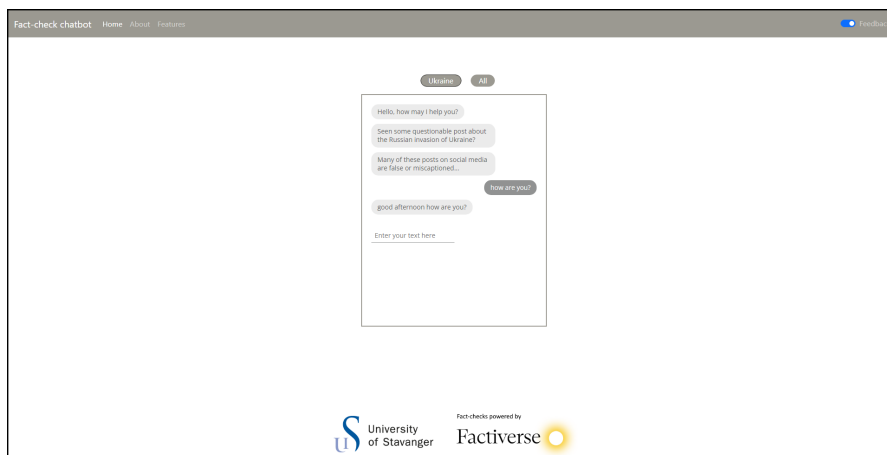 Fact-check chatbot Home About Features
Ukraine All
Hello, how may I help you?
Seen some questionable post about
the Russian invasion of Ukraine?
Many of these posts on social media
are false or miscaptioned...
how are you?
good afternoon how are you?
Enter your text here
University
of Stavanger
Fact-checks powered by
Factiverse